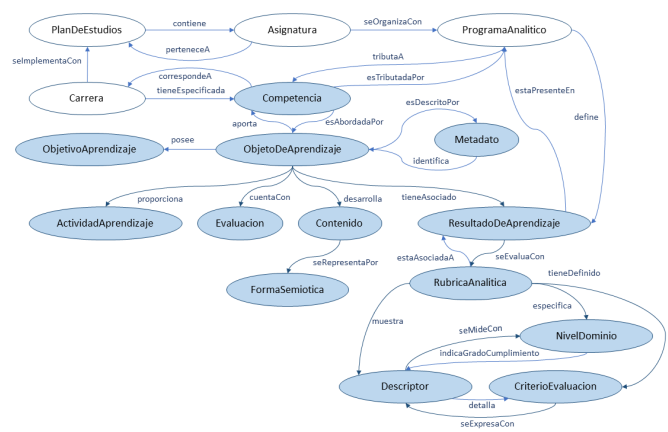 contiene
seOrganizaCon
PlanDeEstudios
Asignatura
ProgramaAnalitico
perteneceA
seImplementaCon
tributaA
correspondeA
esTributadaPor
Carrera
tieneEspecificada
Competencia
estaPresenteEn
esDescritoPor
define
aporta
esAbordadaPor
Metadato
ObjetivoAprendizaje
posee
ObjetoDeAprendizaje
identifica
proporciona
cuentaCon
desarrolla
tieneAsociado
ActividadAprendizaje
Evaluacion
Contenido
ResultadoDeAprendizaje
estaAsociadaA
seEvaluaCon
seRepresentaPor
tieneDefinido
FormaSemiotica
RubricaAnalitica
especifica
muestra
seMideCon
NivelDominio
indicaGradoCumplimiento
Descriptor
CriterioEvaluacion
detalla
seExpresaCon